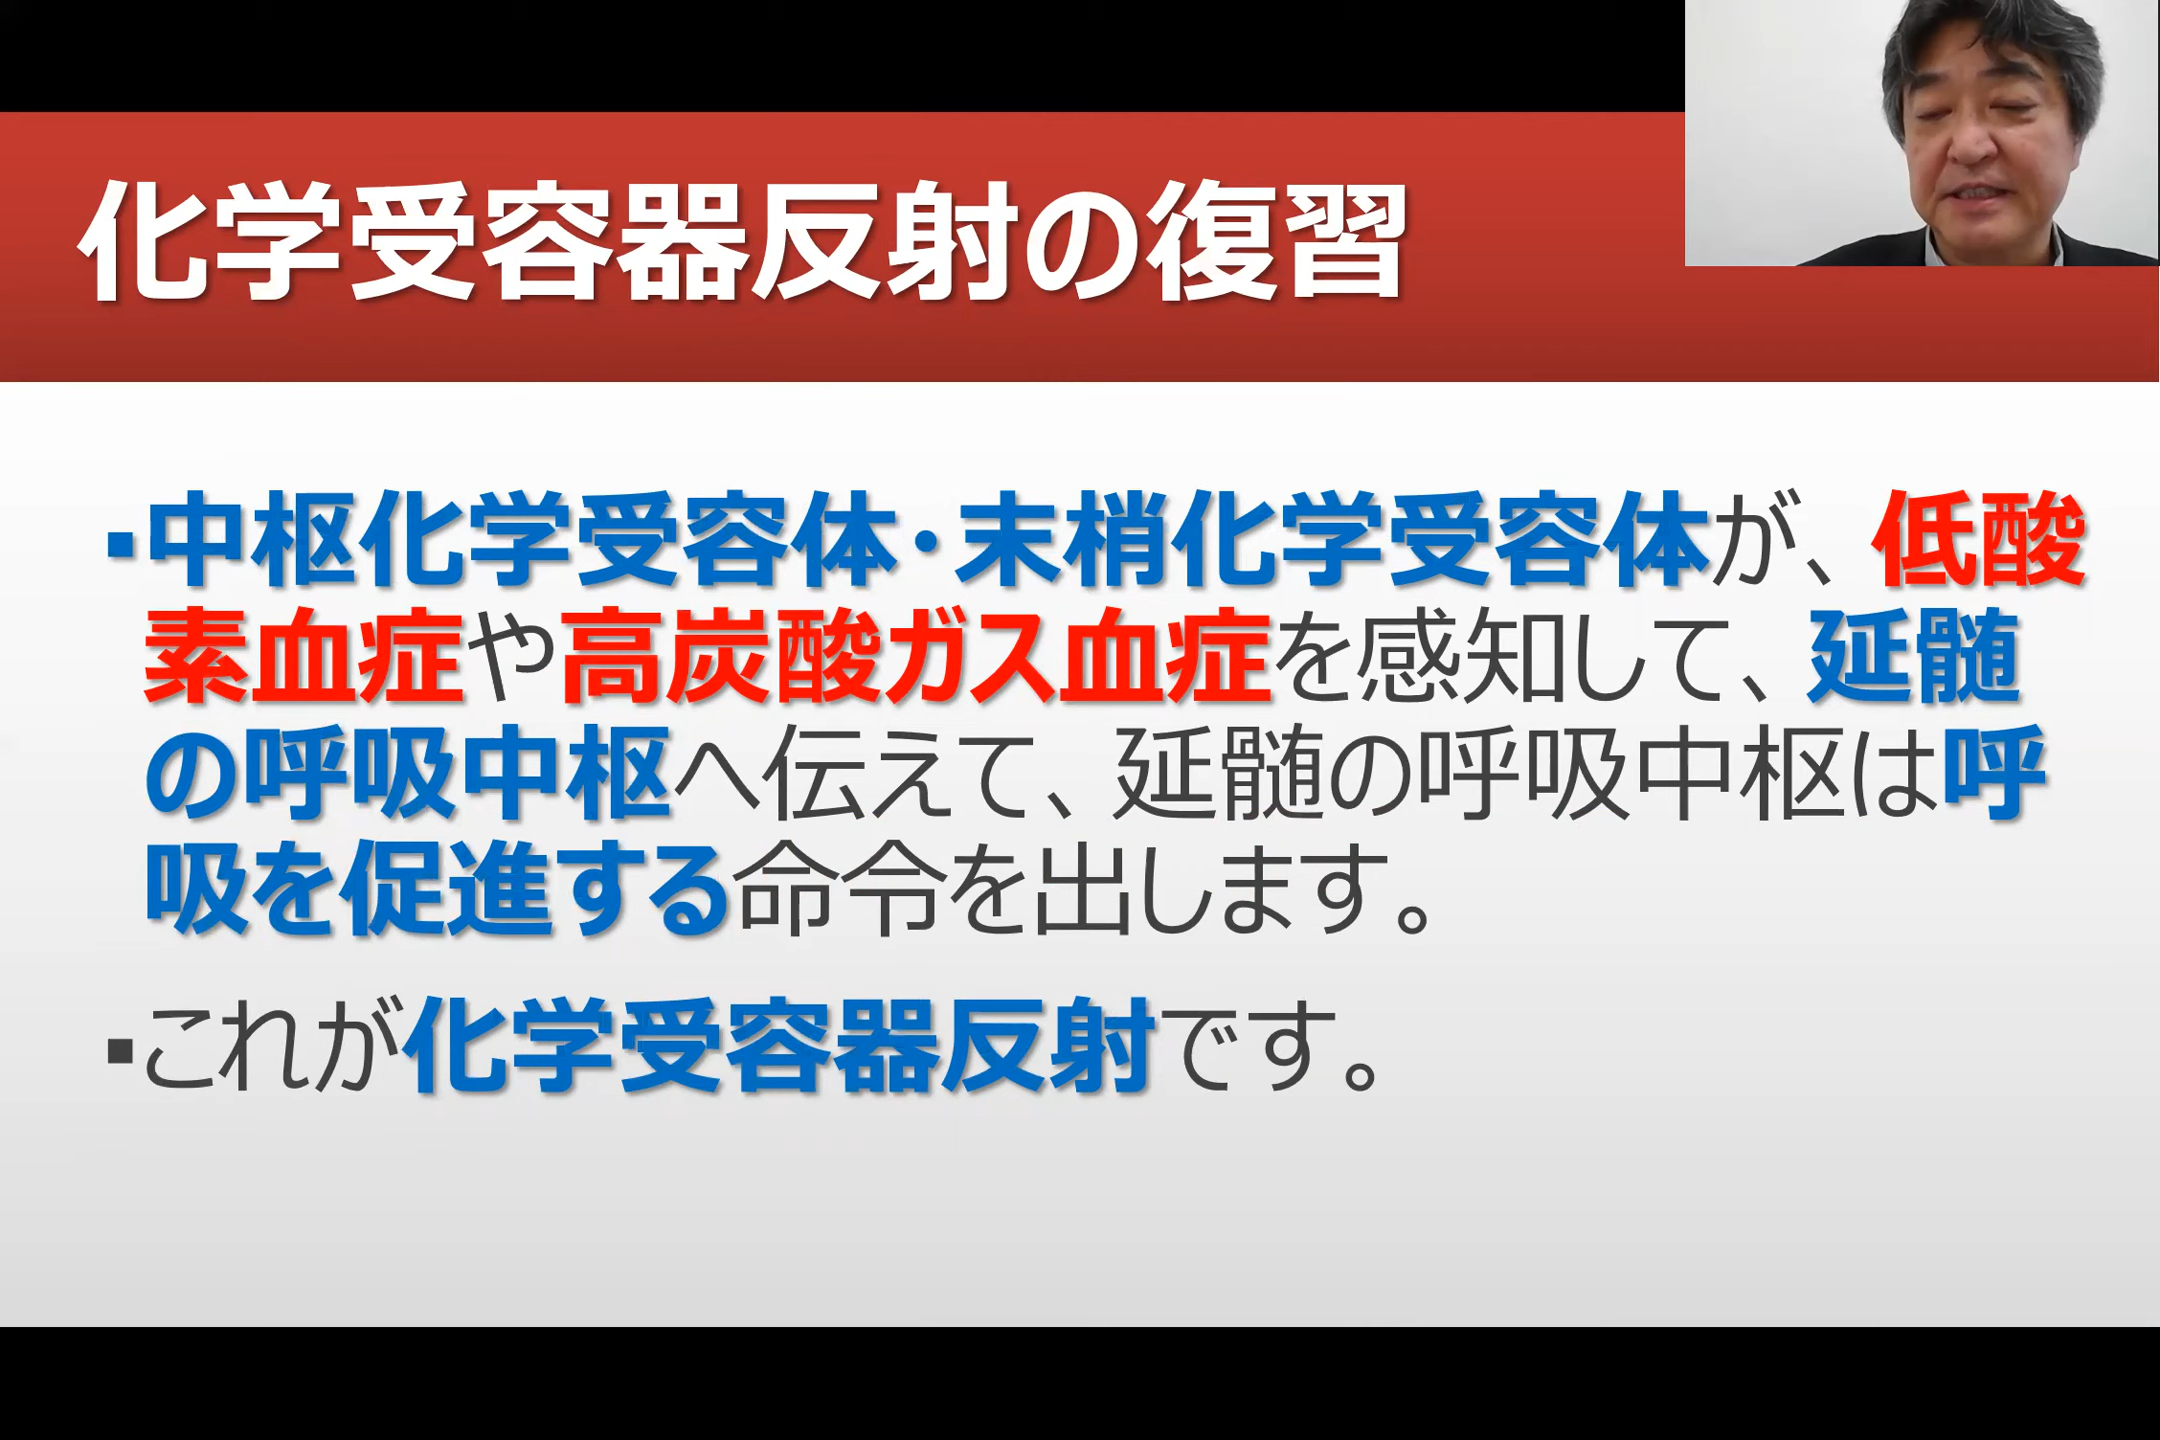 化学受容器反射の復習
▪中枢化学受容体・末梢化学受容体が、低酸
素血症や高炭酸ガス血症を感知して、延髄
の呼吸中枢へ伝えて、延髄の呼吸中枢は呼
吸を促進する命令を出します。
▪これが化学受容器反射です。